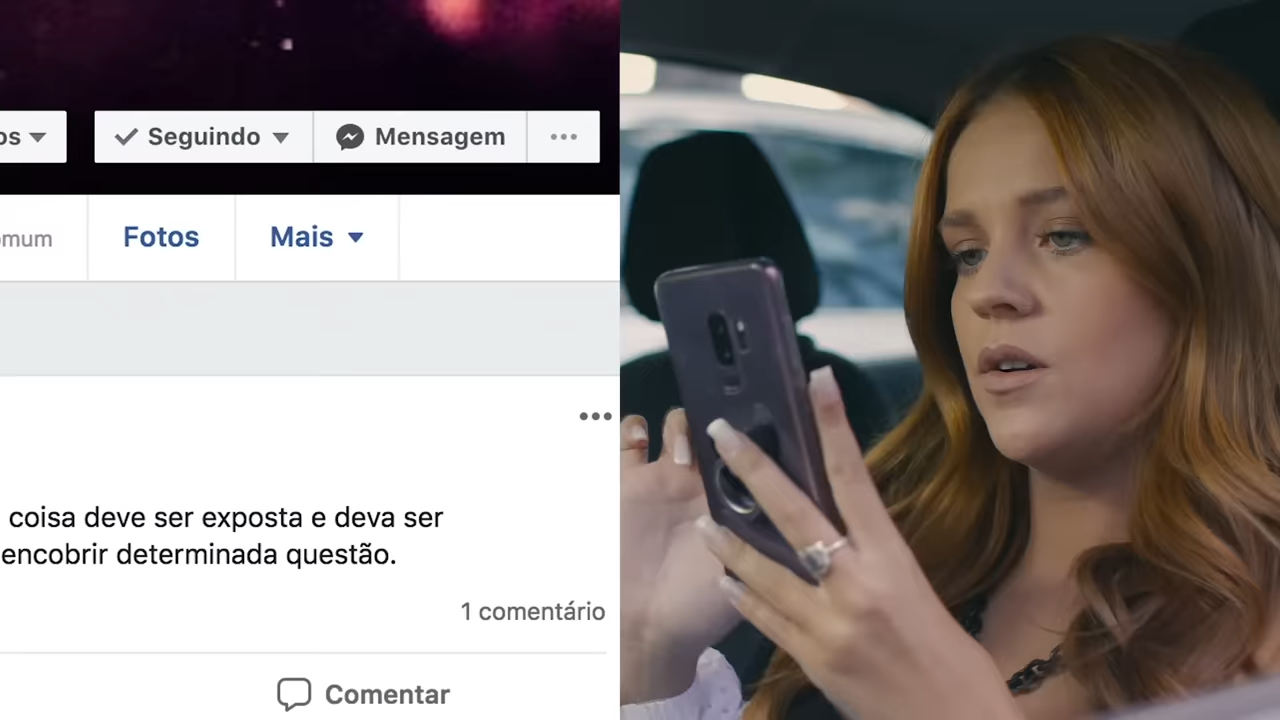 os
Seguindo
Mensagem
omum
Fotos
Mais
coisa deve ser exposta e deva ser
encobrir determinada questão.
1 comentário
Comentar